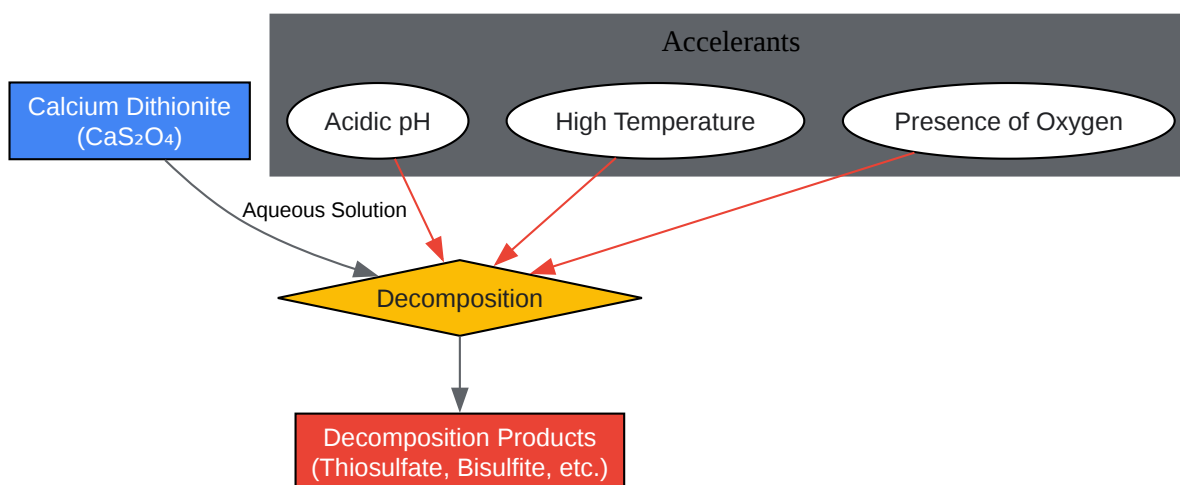 Accelerants
Calcium Dithionite
(CaS₂O₄)
Acidic pH
High Temperature
Presence of Oxygen
Aqueous Solution
Decomposition
Decomposition Products
(Thiosulfate, Bisulfite, etc.)